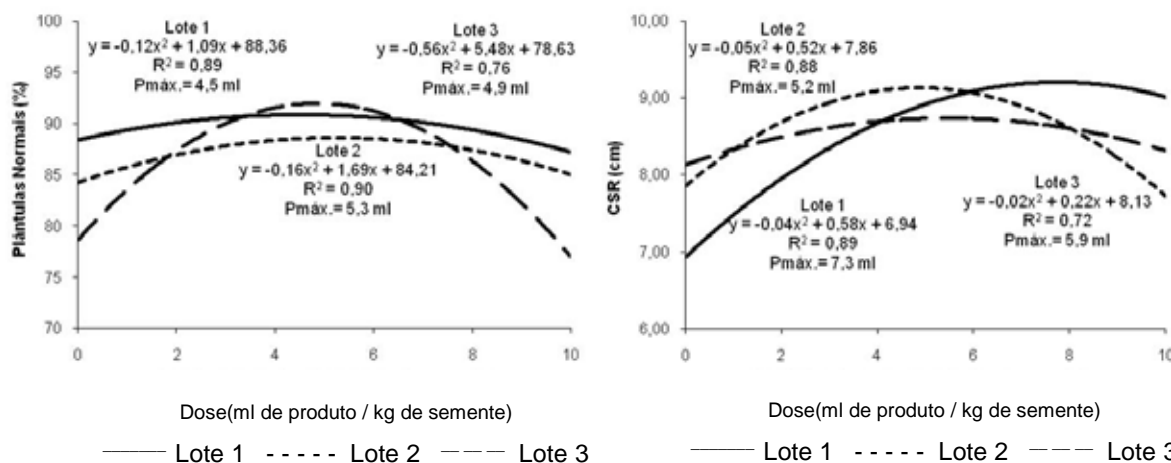 100
95
90
85
80
75
70
Plântulas Normais (%)
Lote 1
y = -0,12x² + 1,09x + 88,36
R² = 0,89
Pmáx.= 4,5 ml
Lote 3
y = -0,56x² + 5,48x + 78,63
R² = 0,76
Pmáx.= 4,9 ml
Lote 2
y = -0,16x² + 1,69x + 84,21
R² = 0,90
Pmáx.= 5,3 ml
0 2 4 6 8 10
Dose(ml de produto / kg de semente)
Lote 1 Lote 2 Lote 3
10,00
9,00
8,00
7,00
6,00
CSR (cm)
Lote 2
y = -0,05x² + 0,52x + 7,86
R² = 0,88
Pmáx.= 5,2 ml
Lote 1
y = -0,04x² + 0,58x + 6,94
R² = 0,89
Pmáx.= 7,3 ml
Lote 3
y = -0,02x² + 0,22x + 8,13
R² = 0,72
Pmáx.= 5,9 ml
0 2 4 6 8 10
Dose(ml de produto / kg de semente)
Lote 1 Lote 2 Lote 3